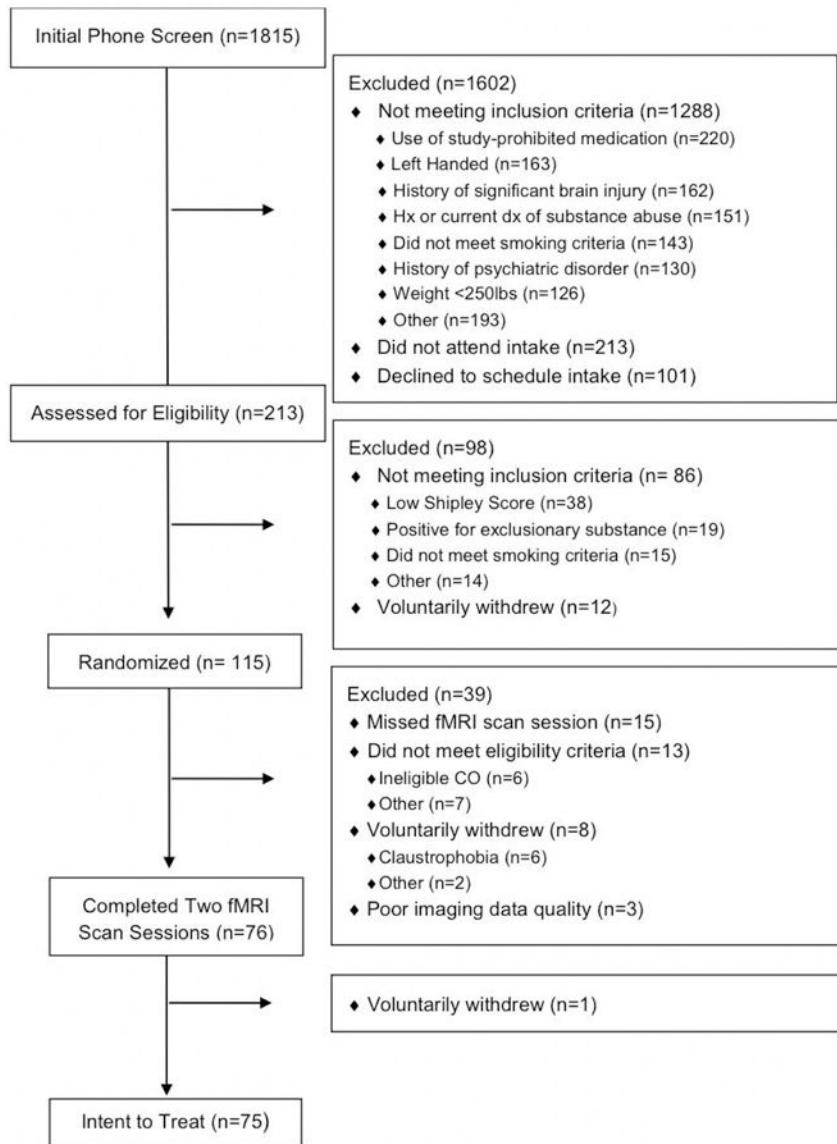 Initial Phone Screen (n=1815)
Excluded (n=1602)
♦ Not meeting inclusion criteria (n=1288)
♦ Use of study-prohibited medication (n=220)
♦ Left Handed (n=163)
♦ History of significant brain injury (n=162)
♦ Hx or current dx of substance abuse (n=151)
♦ Did not meet smoking criteria (n=143)
♦ History of psychiatric disorder (n=130)
♦ Weight <250lbs (n=126)
♦ Other (n=193)
♦ Did not attend intake (n=213)
♦ Declined to schedule intake (n=101)
Assessed for Eligibility (n=213)
Excluded (n=98)
♦ Not meeting inclusion criteria (n= 86)
♦ Low Shipley Score (n=38)
♦ Positive for exclusionary substance (n=19)
♦ Did not meet smoking criteria (n=15)
♦ Other (n=14)
♦ Voluntarily withdrew (n=12)
Randomized (n= 115)
Excluded (n=39)
♦ Missed fMRI scan session (n=15)
♦ Did not meet eligibility criteria (n=13)
♦ Ineligible CO (n=6)
♦ Other (n=7)
♦ Voluntarily withdrew (n=8)
♦ Claustrophobia (n=6)
♦ Other (n=2)
♦ Poor imaging data quality (n=3)
Completed Two fMRI
Scan Sessions (n=76)
♦ Voluntarily withdrew (n=1)
Intent to Treat (n=75)